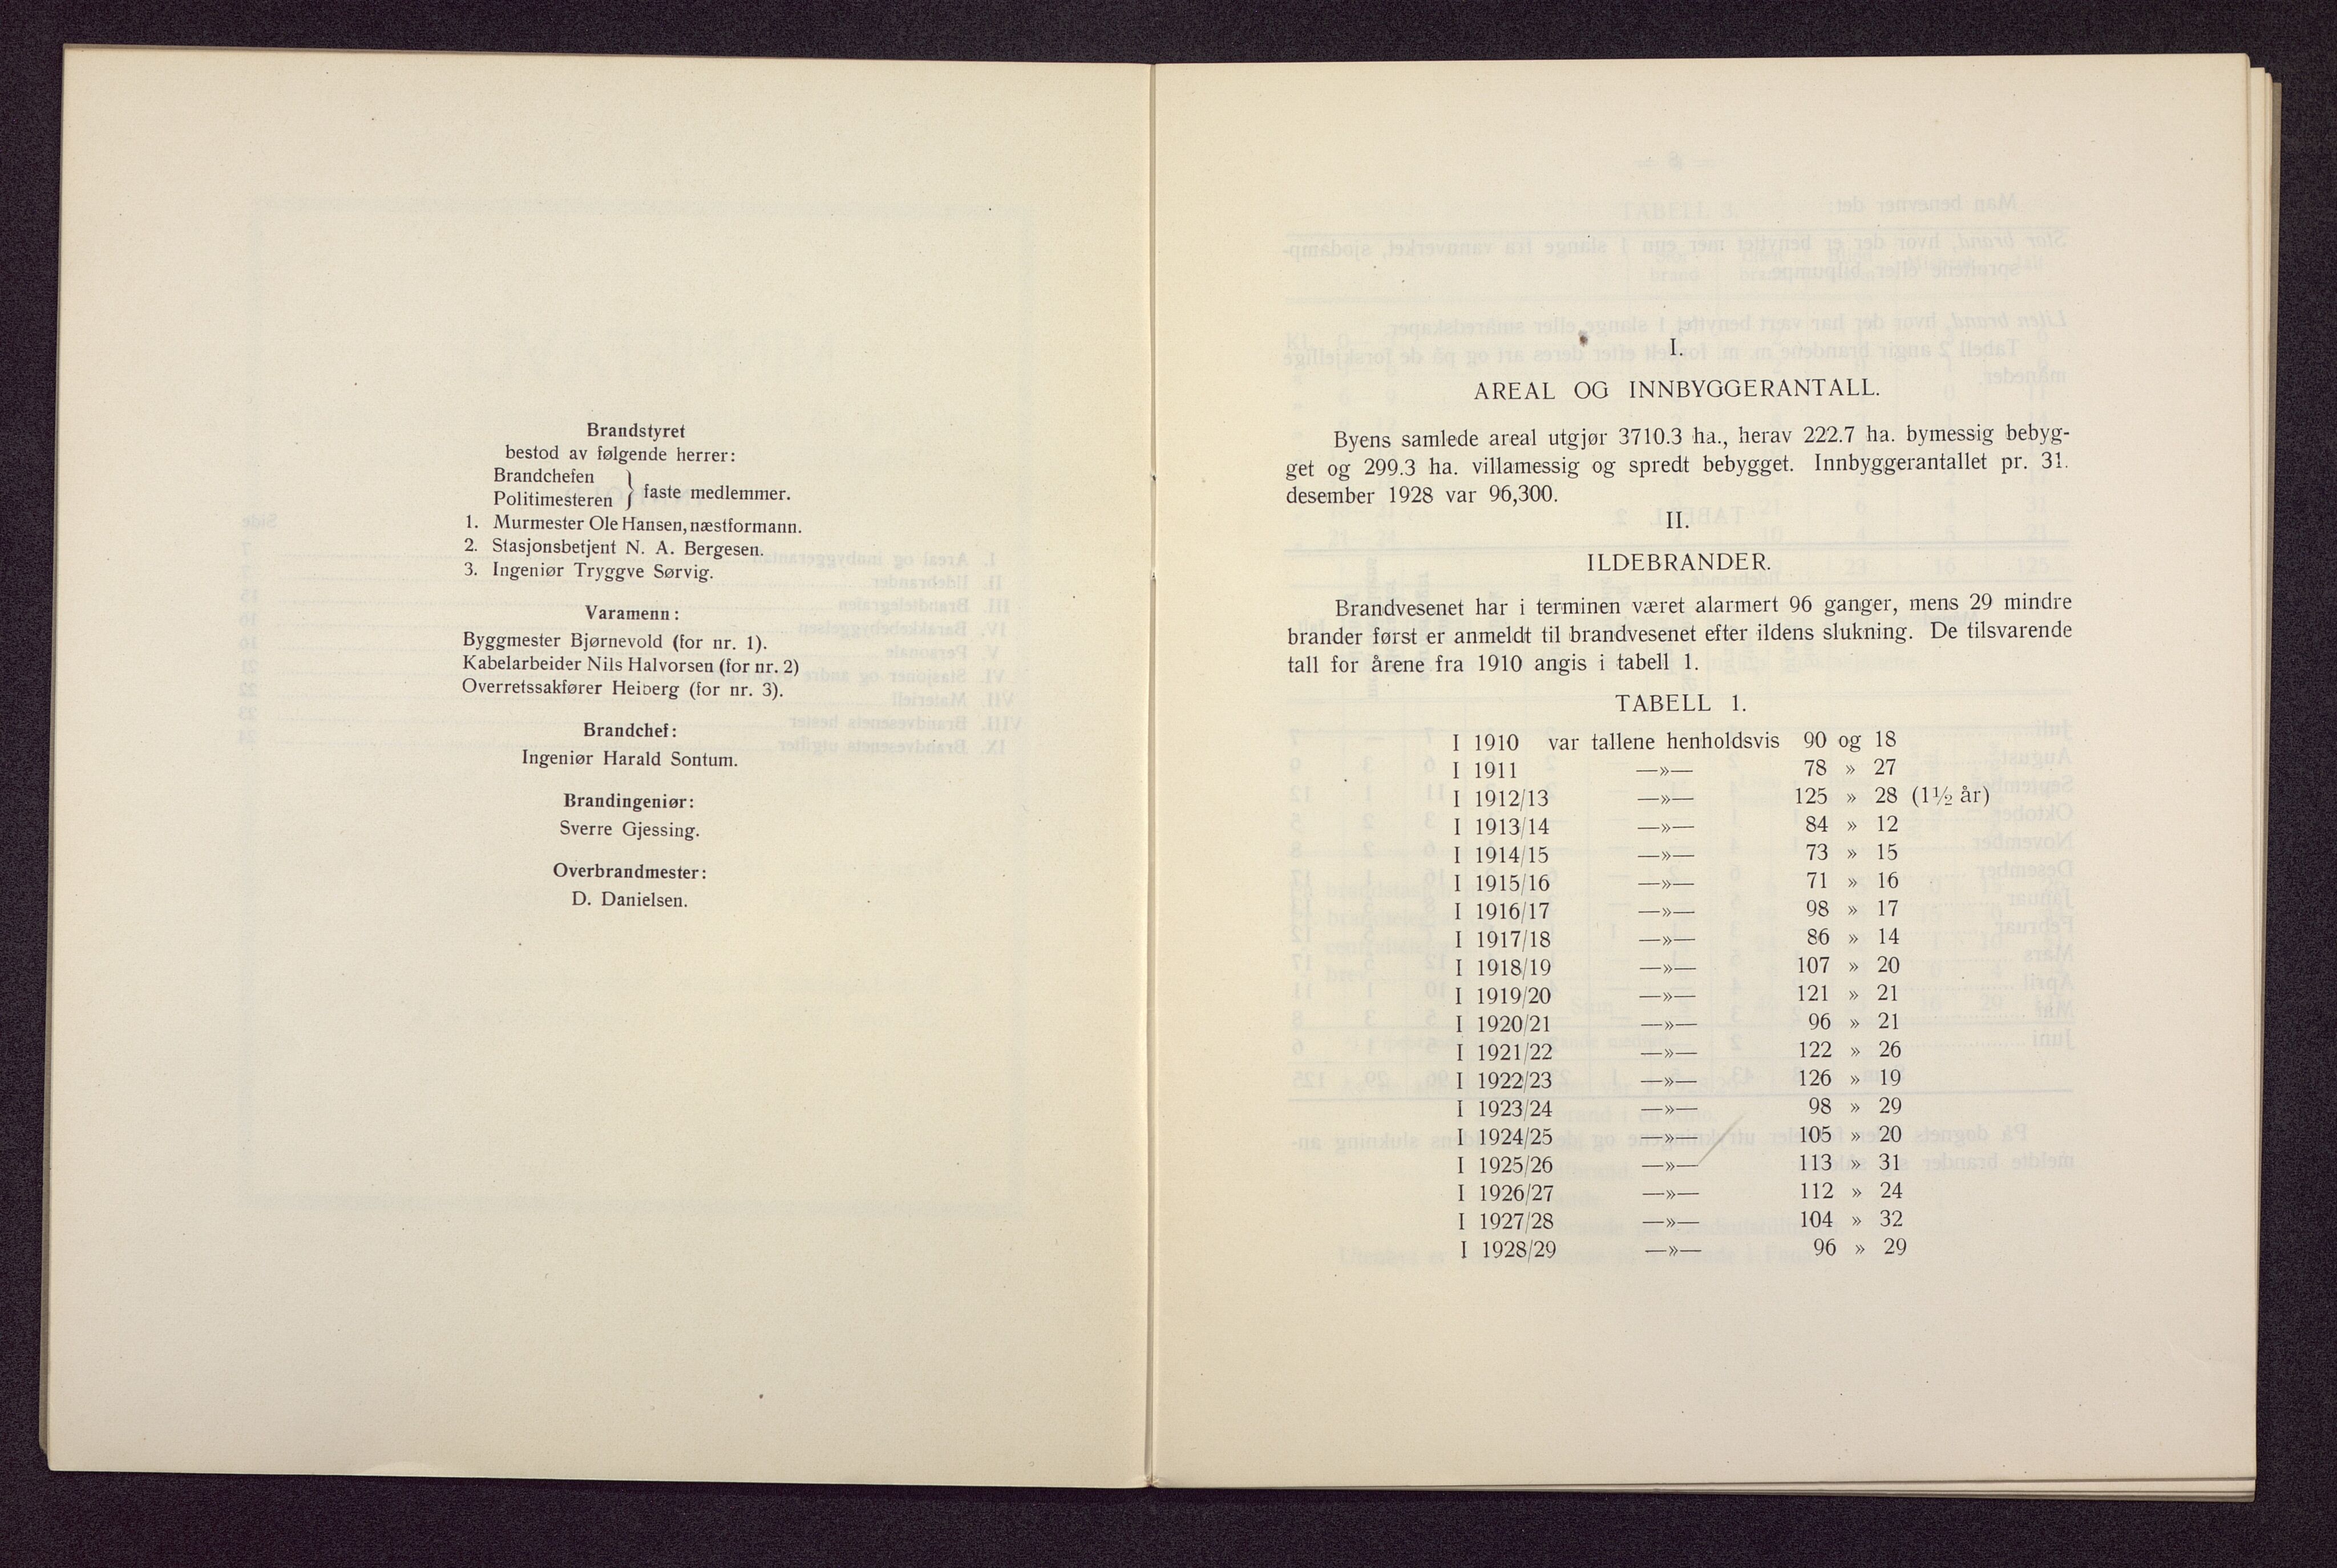 Brandstyret
bestod av følgende herrer:
Brandchefen
Politimesteren } faste medlemmer.
1. Murmester Ole Hansen, næstformann.
2. Stasjonsbetjent N. A. Bergesen.
3. Ingeniør Tryggve Sørvig.
Varamenn:
Byggmester Bjørnevold (for nr. 1).
Kabelarbeider Nils Halvorsen (for nr. 2)
Overretssakfører Heiberg (for nr. 3).
Brandchef:
Ingeniør Harald Sontum.
Brandingeniør:
Sverre Gjessing.
Overbrandmester:
D. Danielsen.
I.
AREAL OG INNBYGGERANTALL.
Byens samlede areal utgjør 3710.3 ha., herav 222.7 ha. bymessig bebyg-
get og 299.3 ha. villamessig og spredt bebygget. Innbyggerantallet pr. 31.
desember 1928 var 96,300.
II.
ILDEBRANDER.
Brandvesenet har i terminen været alarmert 96 ganger, mens 29 mindre
brander først er anmeldt til brandvesenet efter ildens slukning. De tilsvarende
tall for årene fra 1910 angis i tabell 1.
TABELL 1.
I 1910 var tallene henholdsvis 90 og 18
I 1911 —»— 78 » 27
I 1912/13 —»— 125 » 28 (1½ år)
I 1913/14 —»— 84 » 12
I 1914/15 —»— 73 » 15
I 1915/16 —»— 71 » 16
I 1916/17 —»— 98 » 17
I 1917/18 —»— 86 » 14
I 1918/19 —»— 107 » 20
I 1919/20 —»— 121 » 21
I 1920/21 —»— 96 » 21
I 1921/22 —»— 122 » 26
I 1922/23 —»— 126 » 19
I 1923/24 —»— 98 » 29
I 1924/25 —»— 105 » 20
I 1925/26 —»— 113 » 31
I 1926/27 —»— 112 » 24
I 1927/28 —»— 104 » 32
I 1928/29 —»— 96 » 29